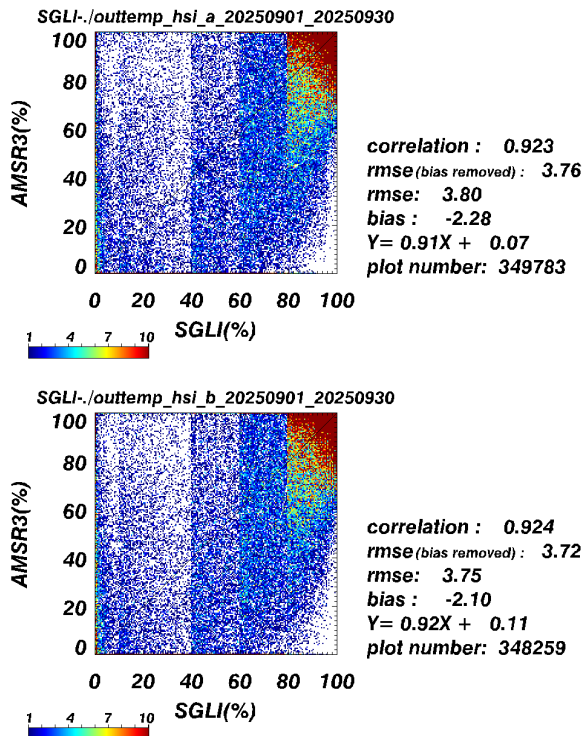 SGLI-./outtemp_hsi_a_20250901_20250930
100
80
60
40
20
0
AMSR3(%)
0 20 40 60 80 100
SGLI(%)
1 4 7 10
correlation : 0.923
rmse(bias removed) : 3.76
rmse: 3.80
bias : -2.28
Y= 0.91X + 0.07
plot number: 349783
SGLI-./outtemp_hsi_b_20250901_20250930
100
80
60
40
20
0
AMSR3(%)
0 20 40 60 80 100
SGLI(%)
1 4 7 10
correlation : 0.924
rmse(bias removed) : 3.72
rmse: 3.75
bias : -2.10
Y= 0.92X + 0.11
plot number: 348259